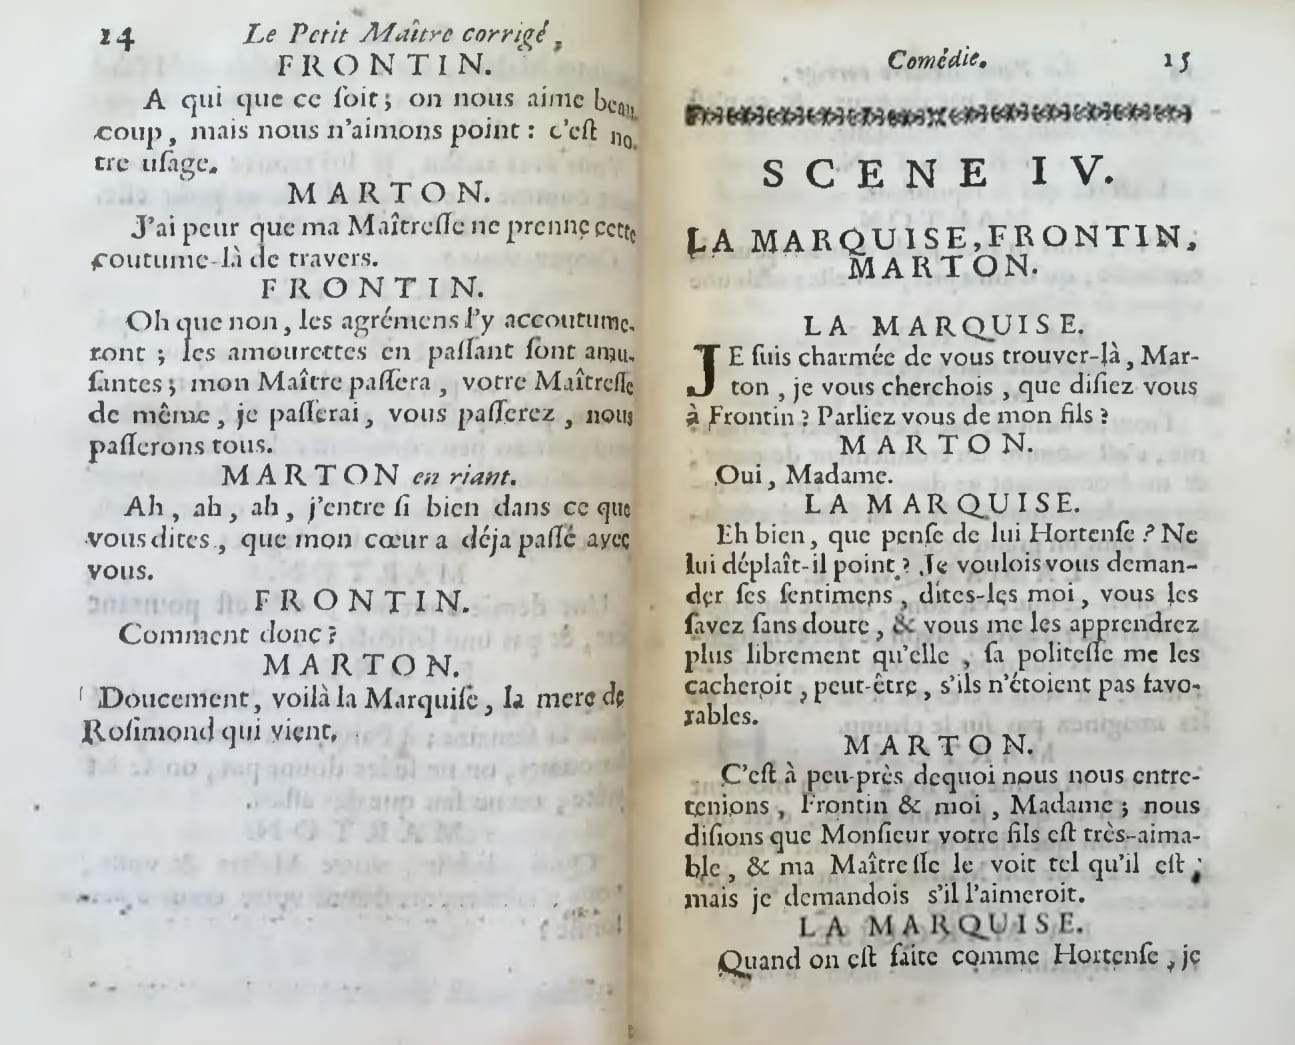 14 Le Petit Maître corrigé,
FRONTIN.
A qui que ce ſoit ; on nous aime beau-
coup, mais nous n'aimons point : c'eſt no-
tre uſage.
MARTON.
J'ai peur que ma Maîtreſſe ne prenne cette
coutume-là de travers.
FRONTIN.
Oh que non, les agrémens l'y accoutume-
ront ; les amourettes en paſſant ſont amu-
ſantes ; mon Maître paſſera, votre Maîtreſſe
de même, je paſſerai, vous paſſerez, nous
paſſerons tous.
MARTON en riant.
Ah, ah, ah, j'entre ſi bien dans ce que
vous dites, que mon cœur a déja paſſé avec
vous.
FRONTIN.
Comment donc ?
MARTON.
Doucement, voilà la Marquiſe, la mere de
Roſimond qui vient.
Comédie. 15
SCENE IV.
LA MARQUISE, FRONTIN,
MARTON.
LA MARQUISE.
JE ſuis charmée de vous trouver-là, Mar-
ton, je vous cherchois, que diſiez vous
à Frontin ? Parliez vous de mon fils ?
MARTON.
Oui, Madame.
LA MARQUISE.
Eh bien, que penſe de lui Hortenſe ? Ne
lui déplaît-il point ? Je voulois vous deman-
der ſes ſentimens, dites-les moi, vous les
ſavez ſans doute, & vous me les apprendrez
plus librement qu'elle, ſa politeſſe me les
cacheroit, peut-être, s'ils n'étoient pas favo-
rables.
MARTON.
C'eſt à peu-près dequoi nous nous entre-
tenions, Frontin & moi, Madame ; nous
diſions que Monſieur votre fils eſt très-aima-
ble, & ma Maîtreſſe le voit tel qu'il eſt ;
mais je demandois s'il l'aimeroit.
LA MARQUISE.
Quand on eſt faite comme Hortenſe, je